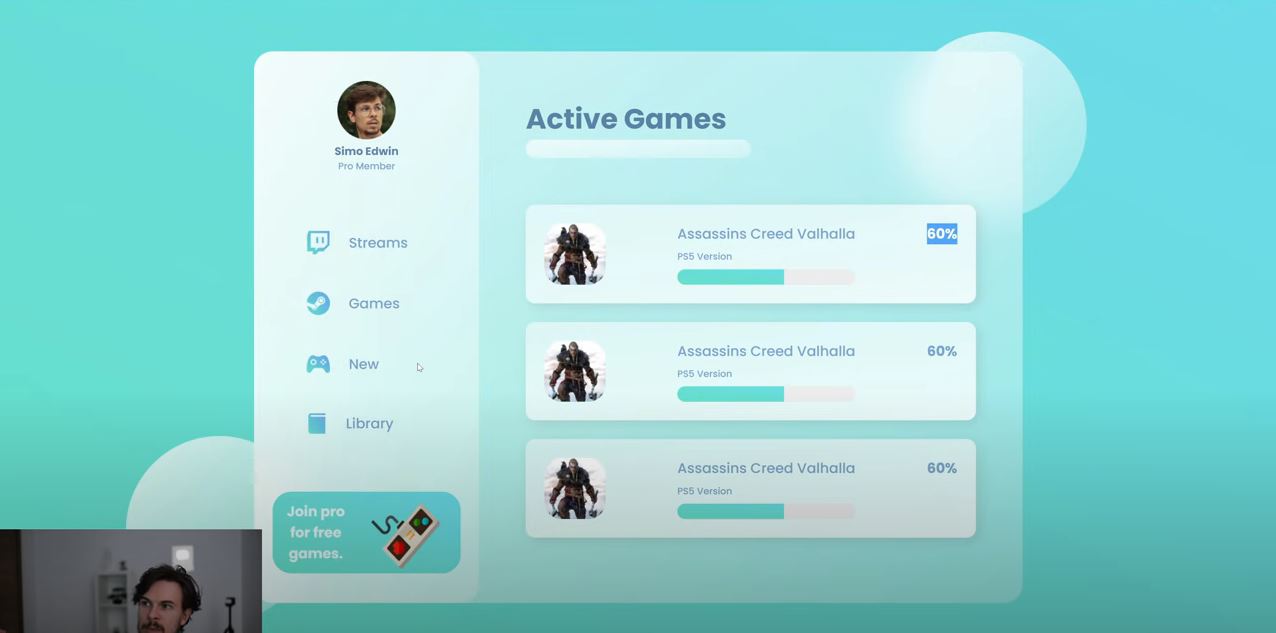 Simo Edwin
Pro Member
Streams
Games
New
Library
Join pro
for free
games.
Active Games
Assassins Creed Valhalla
60%
PS5 Version
Assassins Creed Valhalla
60%
PS5 Version
Assassins Creed Valhalla
60%
PS5 Version